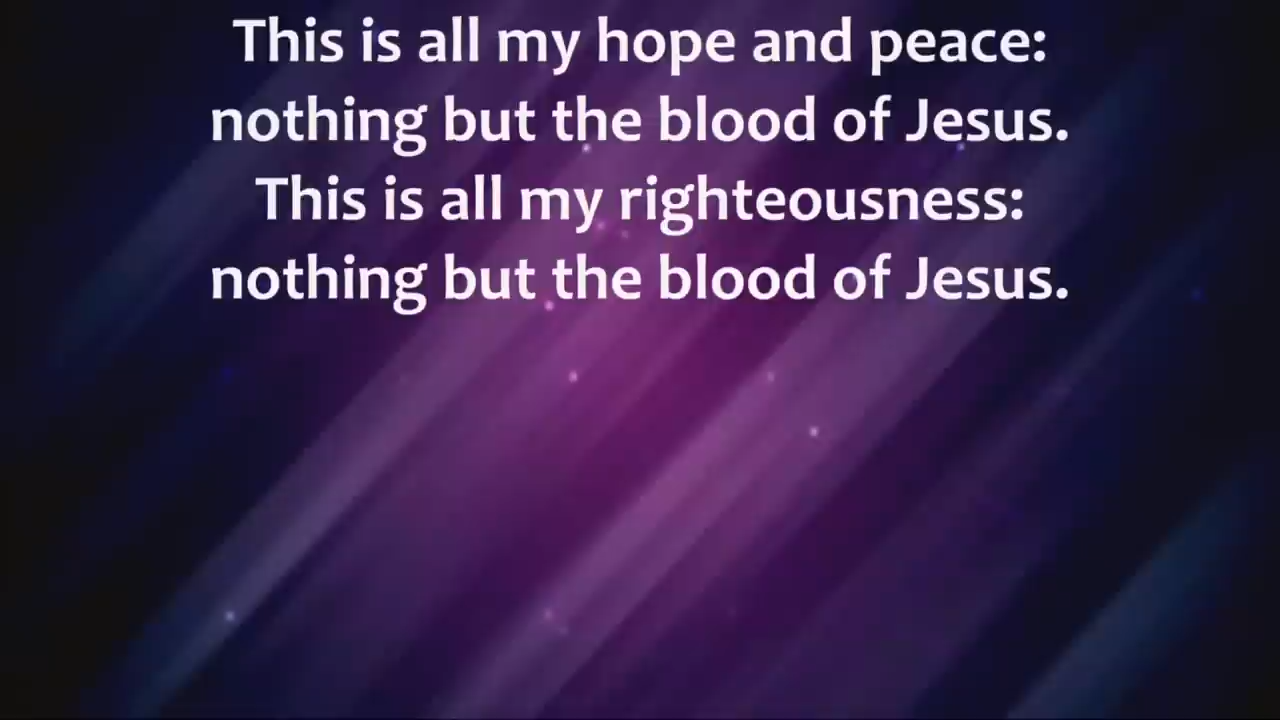 This is all my hope and peace:
nothing but the blood of Jesus.
This is all my righteousness:
nothing but the blood of Jesus.